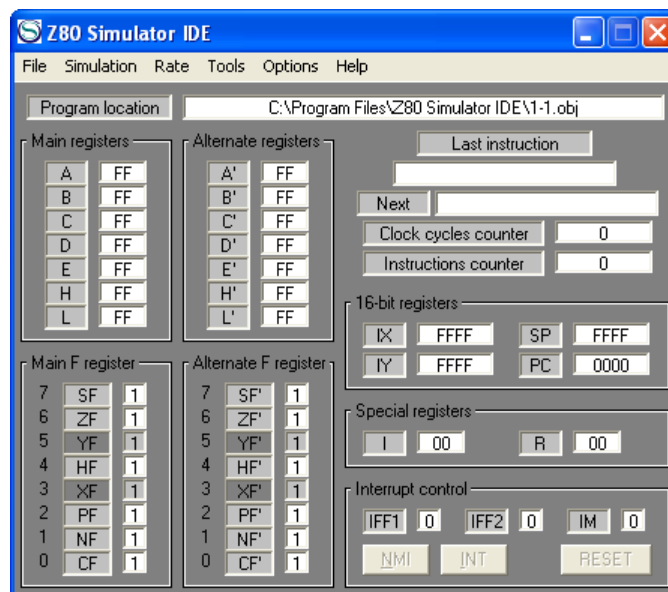 Z80 Simulator IDE
File Simulation Rate Tools Options Help
Program location C:\Program Files\Z80 Simulator IDE\1-1.obj
Main registers
A FF
B FF
C FF
D FF
E FF
H FF
L FF
Alternate registers
A' FF
B' FF
C' FF
D' FF
E' FF
H' FF
L' FF
Last instruction
Next
Clock cycles counter 0
Instructions counter 0
16-bit registers
IX FFFF SP FFFF
IY FFFF PC 0000
Main F register
7 SF 1
6 ZF 1
5 YF 1
4 HF 1
3 XF 1
2 PF 1
1 NF 1
0 CF 1
Alternate F register
7 SF' 1
6 ZF' 1
5 YF' 1
4 HF' 1
3 XF' 1
2 PF' 1
1 NF' 1
0 CF' 1
Special registers
I 00 R 00
Interrupt control
IFF1 0 IFF2 0 IM 0
NMI INT RESET